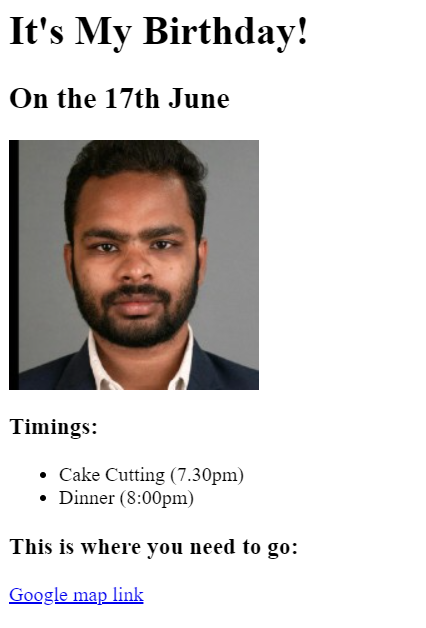 It's My Birthday!
On the 17th June
Timings:
Cake Cutting (7.30pm)
Dinner (8:00pm)
This is where you need to go:
Google map link